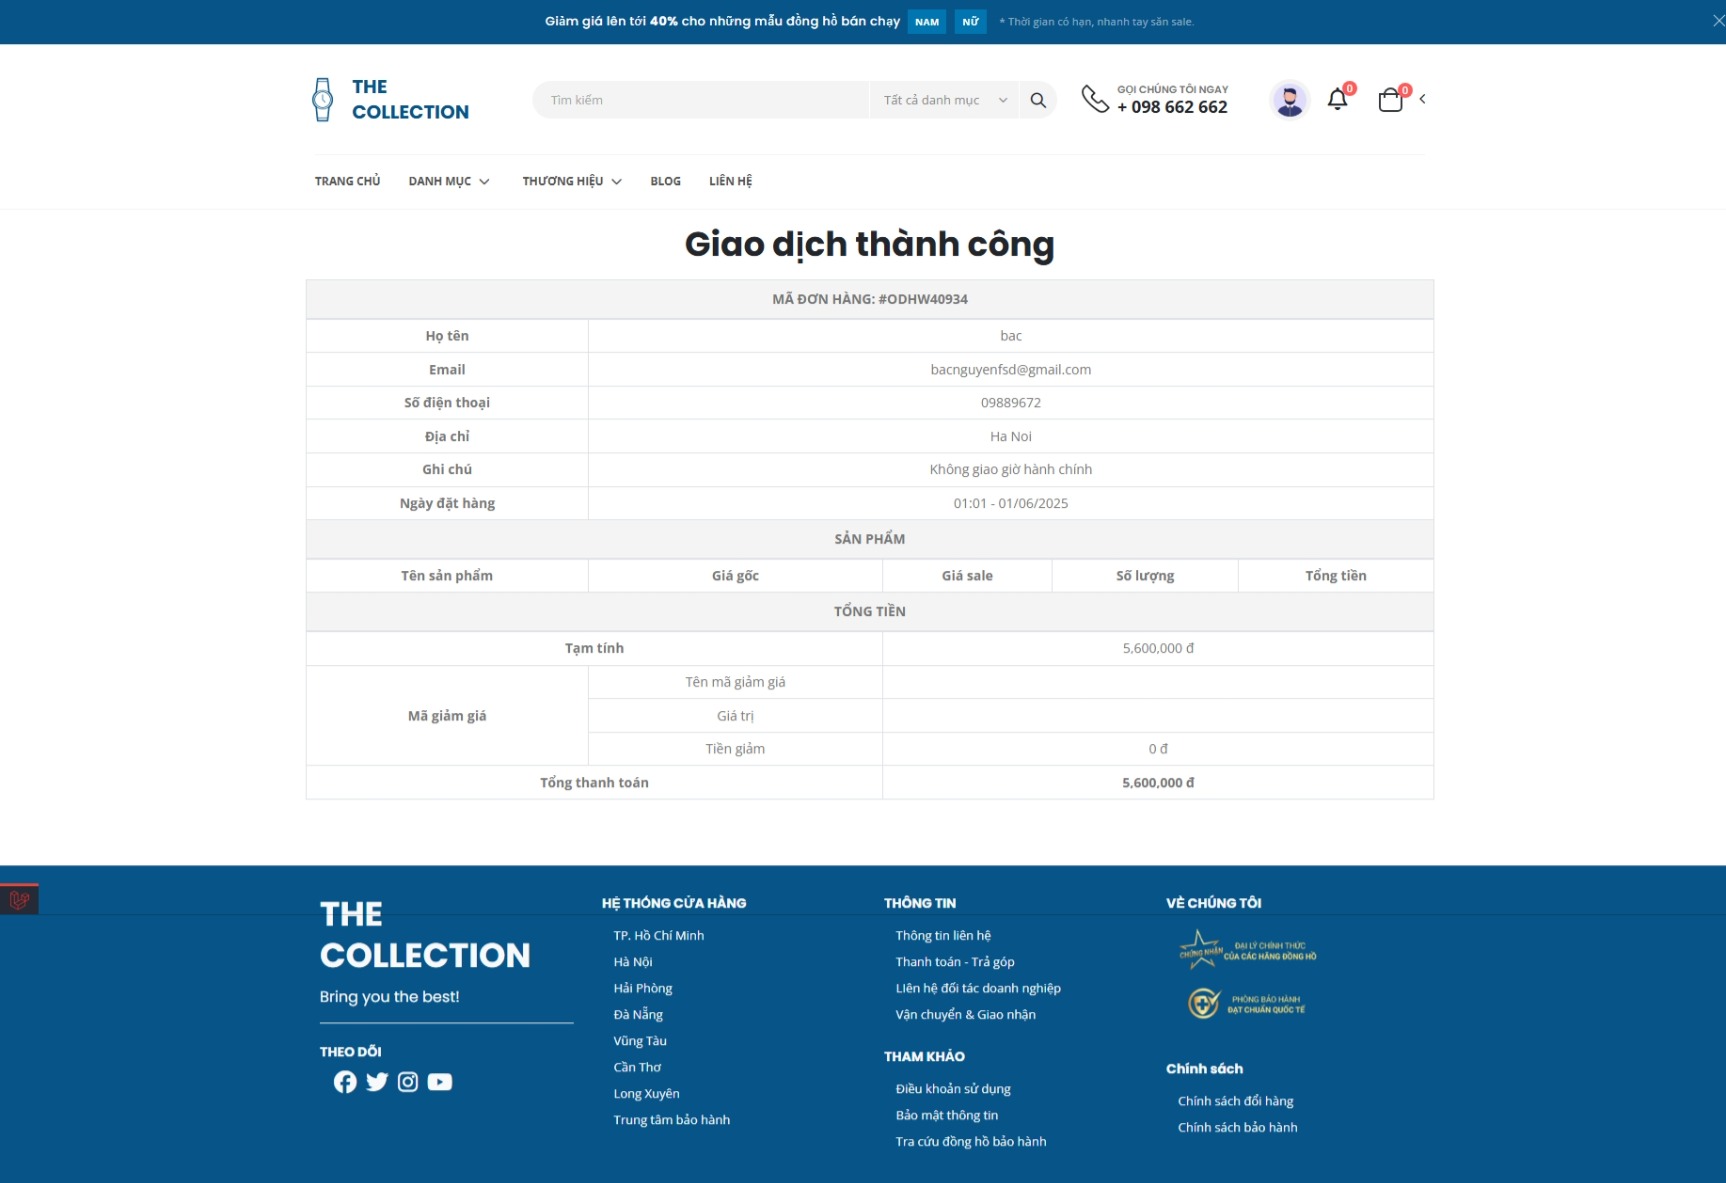 Giảm giá lên tới 40% cho những mẫu đồng hồ bán chạy NAM NỮ * Thời gian có hạn, nhanh tay săn sale.
THE
COLLECTION
Tìm kiếm
Tất cả danh mục
GỌI CHÚNG TÔI NGAY
+ 098 662 662
0
0
TRANG CHỦ DANH MỤC THƯƠNG HIỆU BLOG LIÊN HỆ
Giao dịch thành công
MÃ ĐƠN HÀNG: #ODHW40934
Họ tên bac
Email bacnguyenfsd@gmail.com
Số điện thoại 09889672
Địa chỉ Ha Noi
Ghi chú Không giao giờ hành chính
Ngày đặt hàng 01:01 - 01/06/2025
SẢN PHẨM
Tên sản phẩm Giá gốc Giá sale Số lượng Tổng tiền
TỔNG TIỀN
Tạm tính 5,600,000 đ
Mã giảm giá
Tên mã giảm giá
Giá trị
Tiền giảm 0 đ
Tổng thanh toán 5,600,000 đ
THE
COLLECTION
Bring you the best!
THEO DÕI
HỆ THỐNG CỬA HÀNG
TP. Hồ Chí Minh
Hà Nội
Hải Phòng
Đà Nẵng
Vũng Tàu
Cần Thơ
Long Xuyên
Trung tâm bảo hành
THÔNG TIN
Thông tin liên hệ
Thanh toán - Trả góp
Liên hệ đối tác doanh nghiệp
Vận chuyển & Giao nhận
THAM KHẢO
Điều khoản sử dụng
Bảo mật thông tin
Tra cứu đồng hồ bảo hành
VỀ CHÚNG TÔI
CHỨNG NHẬN
ĐẠI LÝ CHÍNH THỨC
CỦA CÁC HÃNG ĐỒNG HỒ
PHÒNG BẢO HÀNH
ĐẠT CHUẨN QUỐC TẾ
Chính sách
Chính sách đổi hàng
Chính sách bảo hành